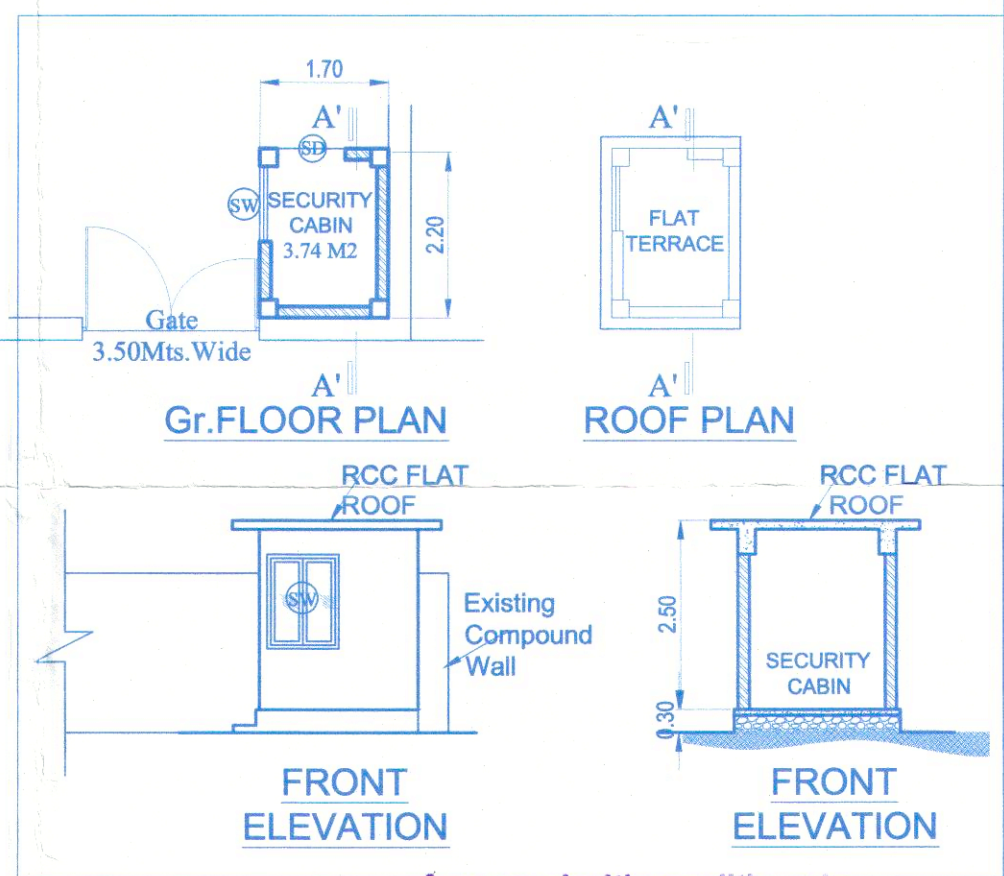 1.70
A'
SD
SW
SECURITY
CABIN
3.74 M2
2.20
Gate
3.50Mts.Wide
A'
Gr.FLOOR PLAN
A'
FLAT
TERRACE
A'
ROOF PLAN
RCC FLAT
ROOF
SW
Existing
Compound
Wall
FRONT
ELEVATION
RCC FLAT
ROOF
2.50
SECURITY
CABIN
0.30
FRONT
ELEVATION